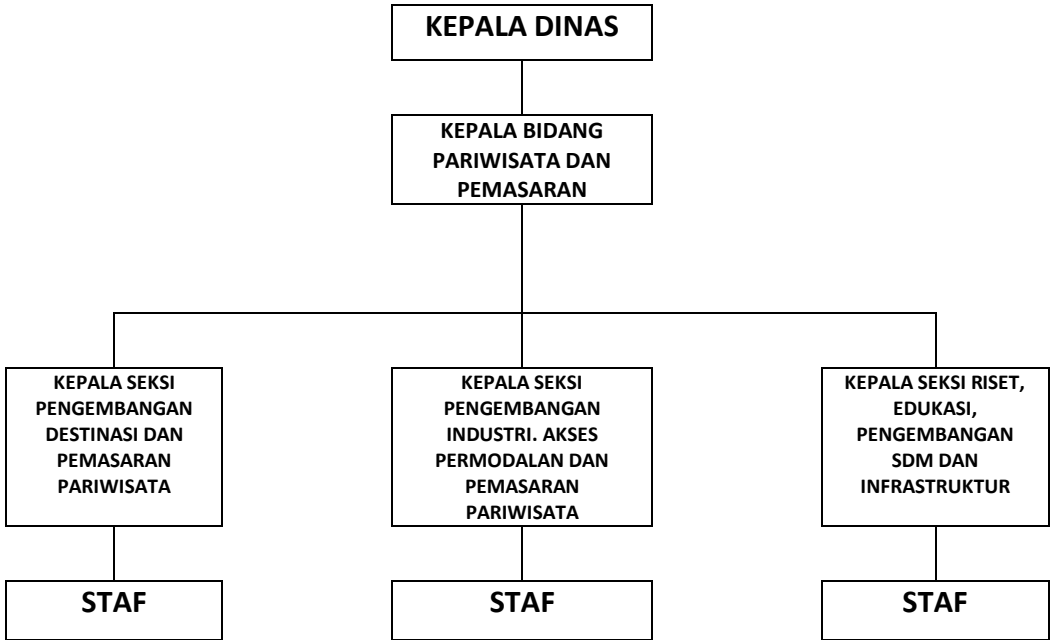 KEPALA DINAS
KEPALA BIDANG
PARIWISATA DAN
PEMASARAN
KEPALA SEKSI
PENGEMBANGAN
DESTINASI DAN
PEMASARAN
PARIWISATA
KEPALA SEKSI
PENGEMBANGAN
INDUSTRI. AKSES
PERMODALAN DAN
PEMASARAN
PARIWISATA
KEPALA SEKSI RISET,
EDUKASI,
PENGEMBANGAN
SDM DAN
INFRASTRUKTUR
STAF
STAF
STAF